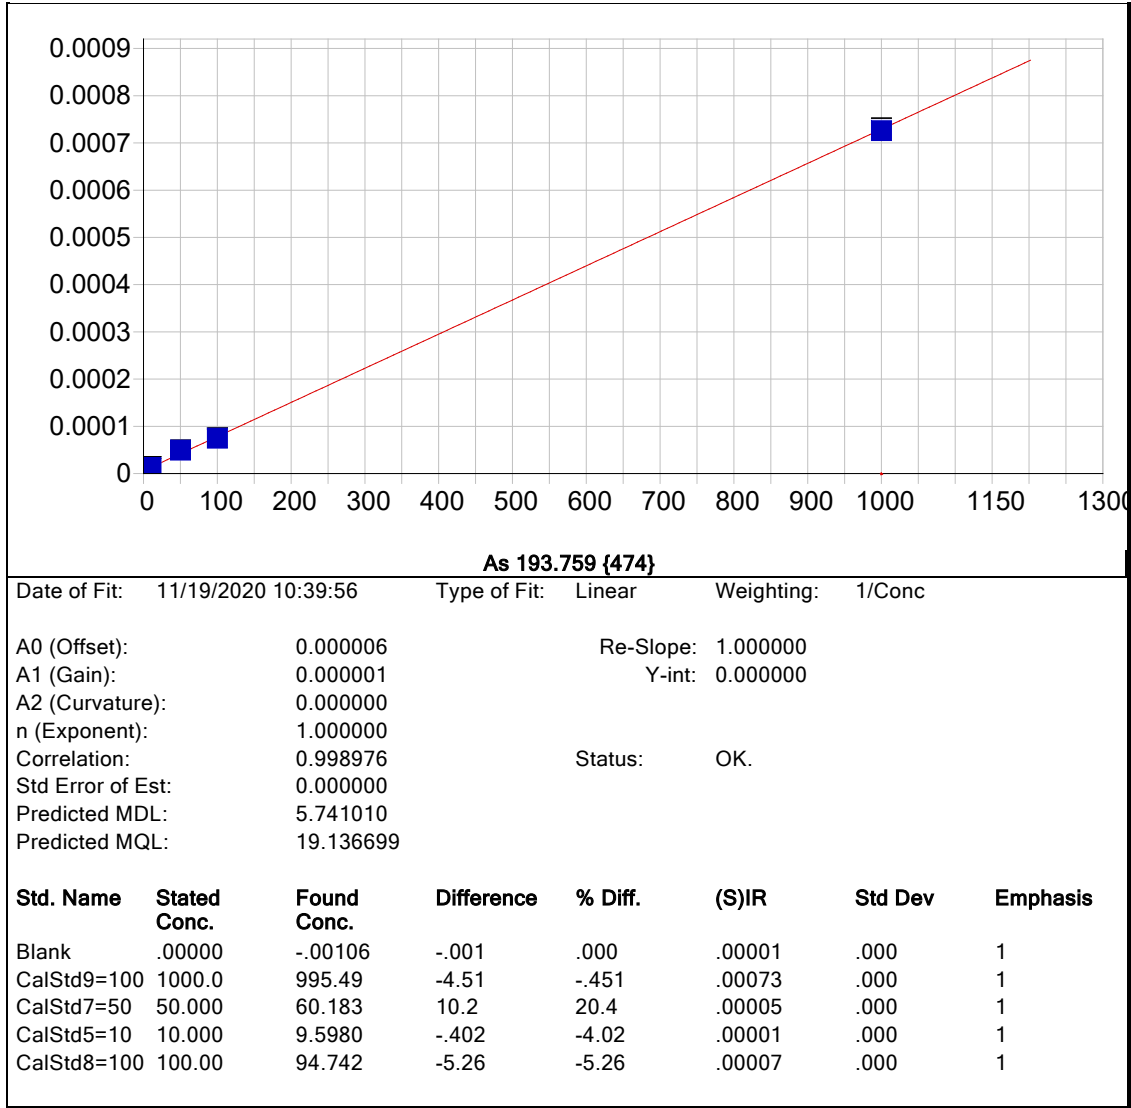 0.0009
0.0008
0.0007
0.0006
0.0005
0.0004
0.0003
0.0002
0.0001
0
0 100 200 300 400 500 600 700 800 900 1000 1150 1300
As 193.759 {474}
Date of Fit: 11/19/2020 10:39:56 Type of Fit: Linear Weighting: 1/Conc
A0 (Offset): 0.000006 Re-Slope: 1.000000
A1 (Gain): 0.000001 Y-int: 0.000000
A2 (Curvature): 0.000000
n (Exponent): 1.000000
Correlation: 0.998976 Status: OK.
Std Error of Est: 0.000000
Predicted MDL: 5.741010
Predicted MQL: 19.136699
Std. Name Stated Found Difference % Diff. (S)IR Std Dev Emphasis
Conc. Conc.
Blank .00000 -.00106 -.001 .000 .00001 .000 1
CalStd9=100 1000.0 995.49 -4.51 -.451 .00073 .000 1
CalStd7=50 50.000 60.183 10.2 20.4 .00005 .000 1
CalStd5=10 10.000 9.5980 -.402 -4.02 .00001 .000 1
CalStd8=100 100.00 94.742 -5.26 -5.26 .00007 .000 1